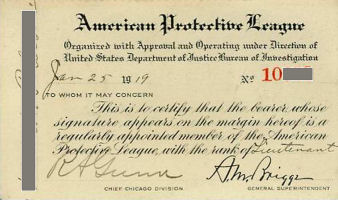 American Protective League
Organized with Approval and Operating under Direction of
United States Department of Justice Bureau of Investigation
Jan 25 1919 No 10
TO WHOM IT MAY CONCERN
This is to certify that the bearer, whose
signature appears on the margin hereof is a
regularly appointed member of the American
Protective League, with the rank of Lieutenant
R A Gunn
A M Briggs
CHIEF CHICAGO DIVISION
GENERAL SUPERINTENDENT